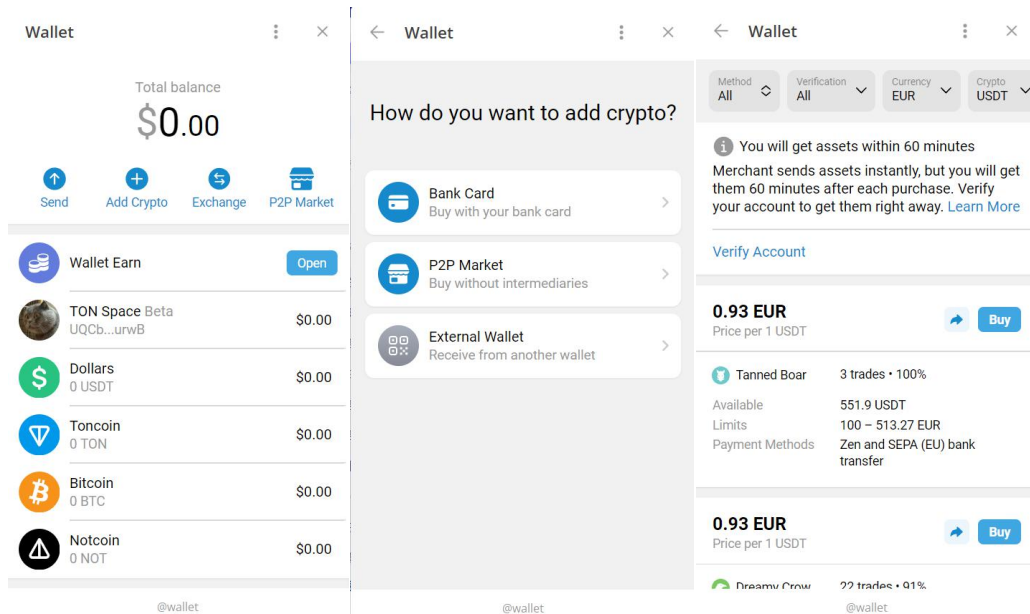 Wallet
Total balance
$0.00
Send
Add Crypto
Exchange
P2P Market
Wallet Earn
Open
TON Space Beta
UQCb...urwB
$0.00
Dollars
0 USDT
$0.00
Toncoin
0 TON
$0.00
Bitcoin
0 BTC
$0.00
Notcoin
0 NOT
$0.00
@wallet
Wallet
How do you want to add crypto?
Bank Card
Buy with your bank card
P2P Market
Buy without intermediaries
External Wallet
Receive from another wallet
@wallet
Wallet
Method
All
Verification
All
Currency
EUR
Crypto
USDT
You will get assets within 60 minutes
Merchant sends assets instantly, but you will get
them 60 minutes after each purchase. Verify
your account to get them right away. Learn More
Verify Account
0.93 EUR
Price per 1 USDT
Buy
Tanned Boar
3 trades • 100%
Available
551.9 USDT
Limits
100 – 513.27 EUR
Payment Methods
Zen and SEPA (EU) bank
transfer
0.93 EUR
Price per 1 USDT
Buy
Dreamy Crow
22 trades • 91%
@wallet